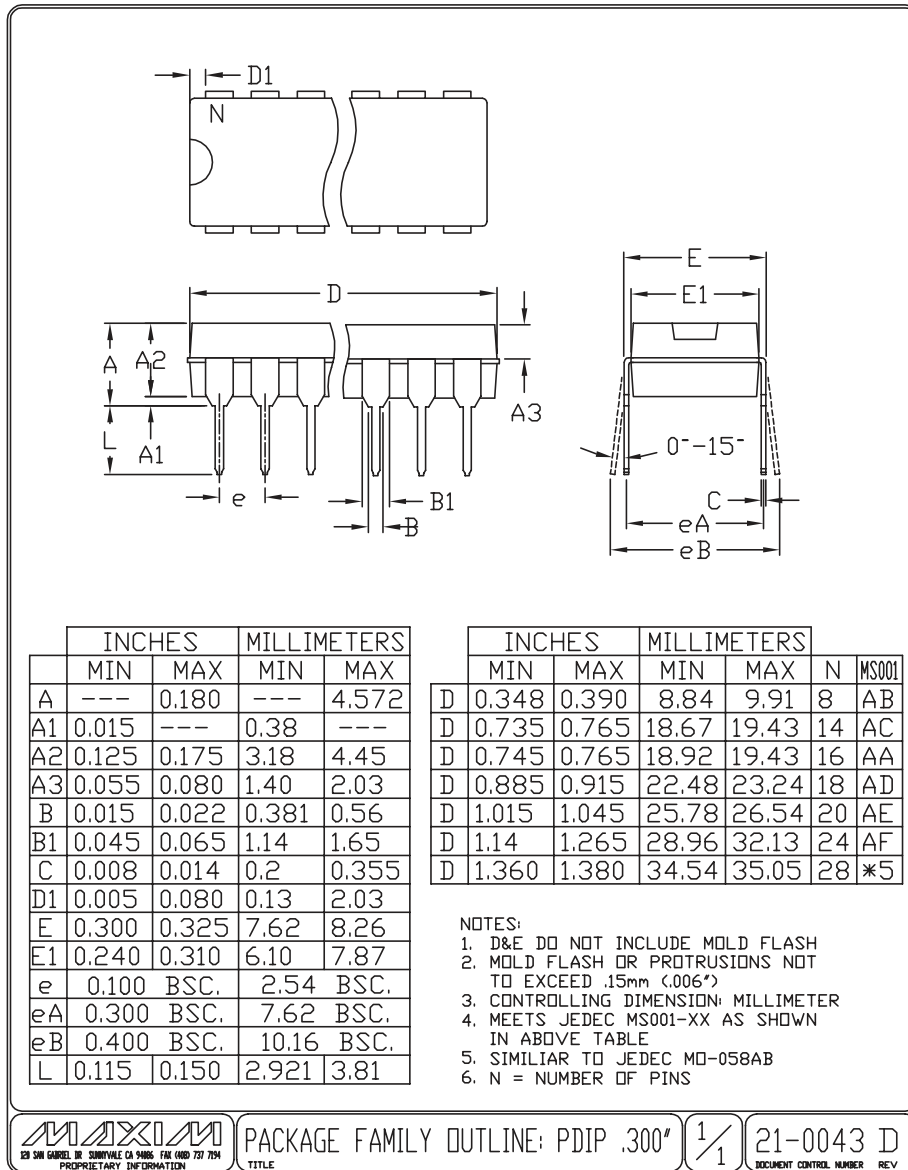 D1
N
D
E
E1
A
A2
A3
L
A1
0°-15°
e
B1
B
C
eA
eB
INCHES MILLIMETERS
MIN MAX MIN MAX
A --- 0.180 --- 4.572
A1 0.015 --- 0.38 ---
A2 0.125 0.175 3.18 4.45
A3 0.055 0.080 1.40 2.03
B 0.015 0.022 0.381 0.56
B1 0.045 0.065 1.14 1.65
C 0.008 0.014 0.2 0.355
D1 0.005 0.080 0.13 2.03
E 0.300 0.325 7.62 8.26
E1 0.240 0.310 6.10 7.87
e 0.100 BSC. 2.54 BSC.
eA 0.300 BSC. 7.62 BSC.
eB 0.400 BSC. 10.16 BSC.
L 0.115 0.150 2.921 3.81
INCHES MILLIMETERS
MIN MAX MIN MAX N MS001
D 0.348 0.390 8.84 9.91 8 AB
D 0.735 0.765 18.67 19.43 14 AC
D 0.745 0.765 18.92 19.43 16 AA
D 0.885 0.915 22.48 23.24 18 AD
D 1.015 1.045 25.78 26.54 20 AE
D 1.14 1.265 28.96 32.13 24 AF
D 1.360 1.380 34.54 35.05 28 *5
NOTES:
1. D&E DO NOT INCLUDE MOLD FLASH
2. MOLD FLASH OR PROTRUSIONS NOT
TO EXCEED .15mm (.006")
3. CONTROLLING DIMENSION: MILLIMETER
4. MEETS JEDEC MS001-XX AS SHOWN
IN ABOVE TABLE
5. SIMILIAR TO JEDEC MO-058AB
6. N = NUMBER OF PINS
MAXIM
120 SAN GABRIEL DR SUNNYVALE CA 94086 FAX (408) 737 7194
PROPRIETARY INFORMATION
PACKAGE FAMILY OUTLINE: PDIP .300"
TITLE
1/1
21-0043 D
DOCUMENT CONTROL NUMBER REV